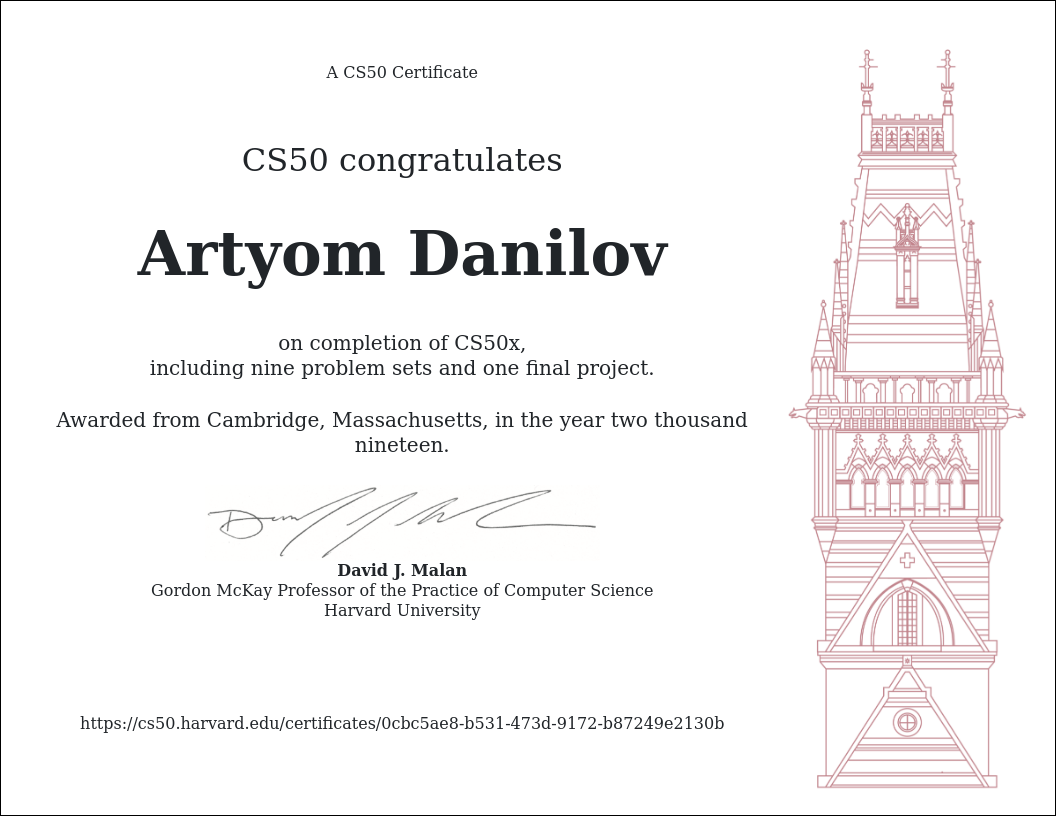 A CS50 Certificate
CS50 congratulates
Artyom Danilov
on completion of CS50x,
including nine problem sets and one final project.
Awarded from Cambridge, Massachusetts, in the year two thousand
nineteen.
David J. Malan
Gordon McKay Professor of the Practice of Computer Science
Harvard University
https://cs50.harvard.edu/certificates/0cbc5ae8-b531-473d-9172-b87249e2130b